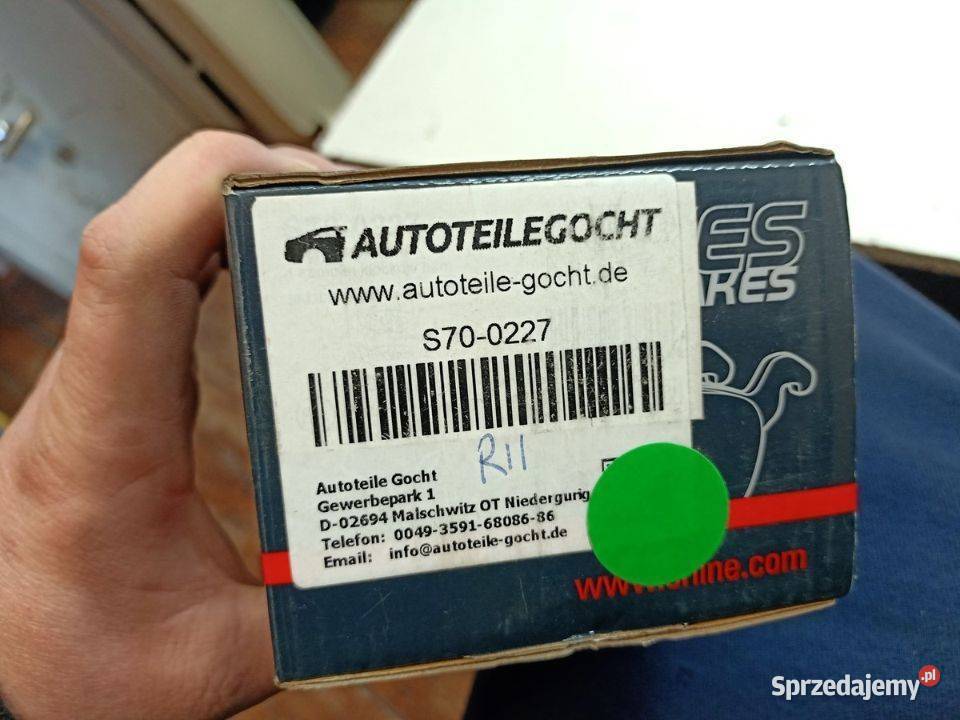 AUTOTEILEGOCHT
www.autoteile-gocht.de
S70-0227
R11
Autoteile Gocht
Gewerbepark 1
D-02694 Malschwitz OT Niedergurig
Telefon: 0049-3591-68086-86
Email: info@autoteile-gocht.de
Sprzedajemy.pl